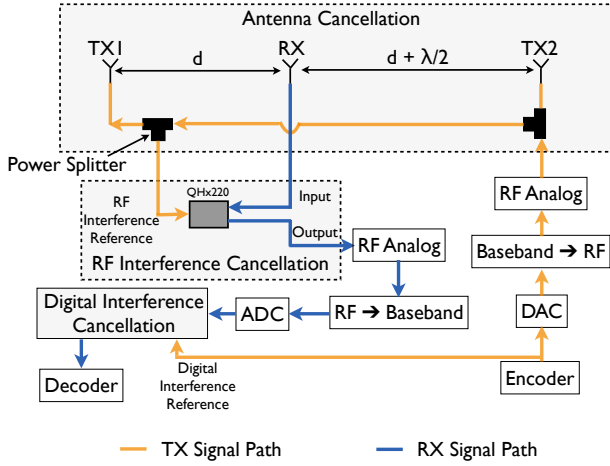 Antenna Cancellation
TX1
RX
TX2
d
d + λ/2
Power Splitter
QHx220
RF
Interference
Reference
Input
Output
RF Interference Cancellation
RF Analog
RF Analog
Baseband ➔ RF
Digital Interference
Cancellation
ADC
RF ➔ Baseband
DAC
Decoder
Digital
Interference
Reference
Encoder
TX Signal Path
RX Signal Path